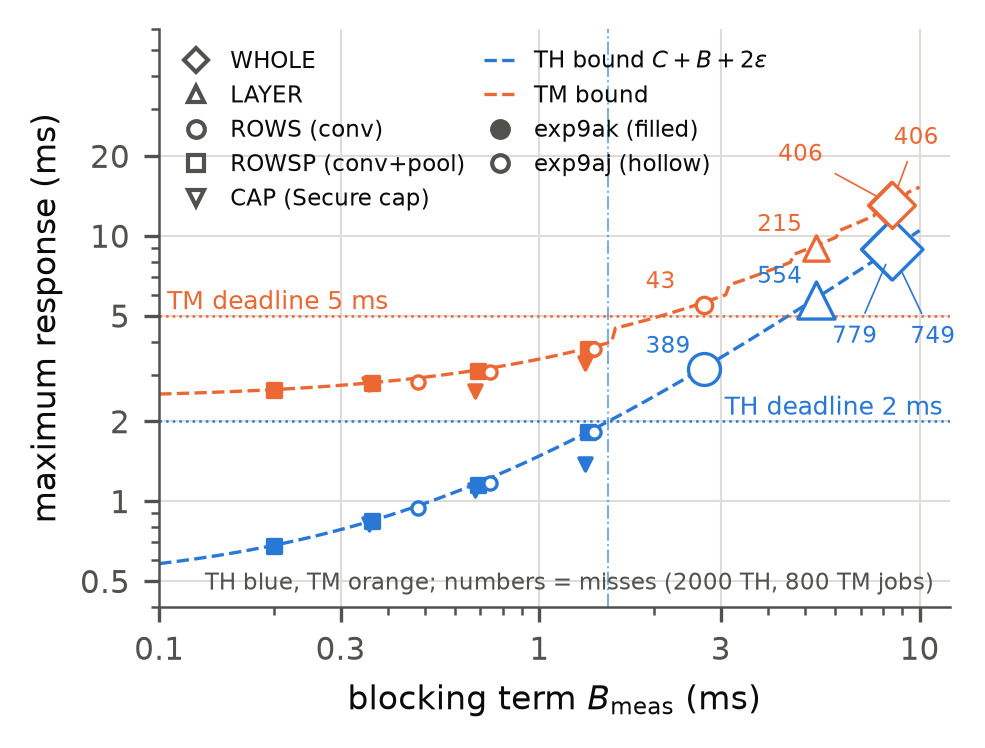 WHOLE
LAYER
ROWS (conv)
ROWSP (conv+pool)
CAP (Secure cap)
TH bound C + B + 2ε
TM bound
exp9ak (filled)
exp9aj (hollow)
maximum response (ms)
20
10
5
2
1
0.5
406
406
215
554
43
779
749
389
TM deadline 5 ms
TH deadline 2 ms
TH blue, TM orange; numbers = misses (2000 TH, 800 TM jobs)
0.1
0.3
1
3
10
blocking term Bmeas (ms)